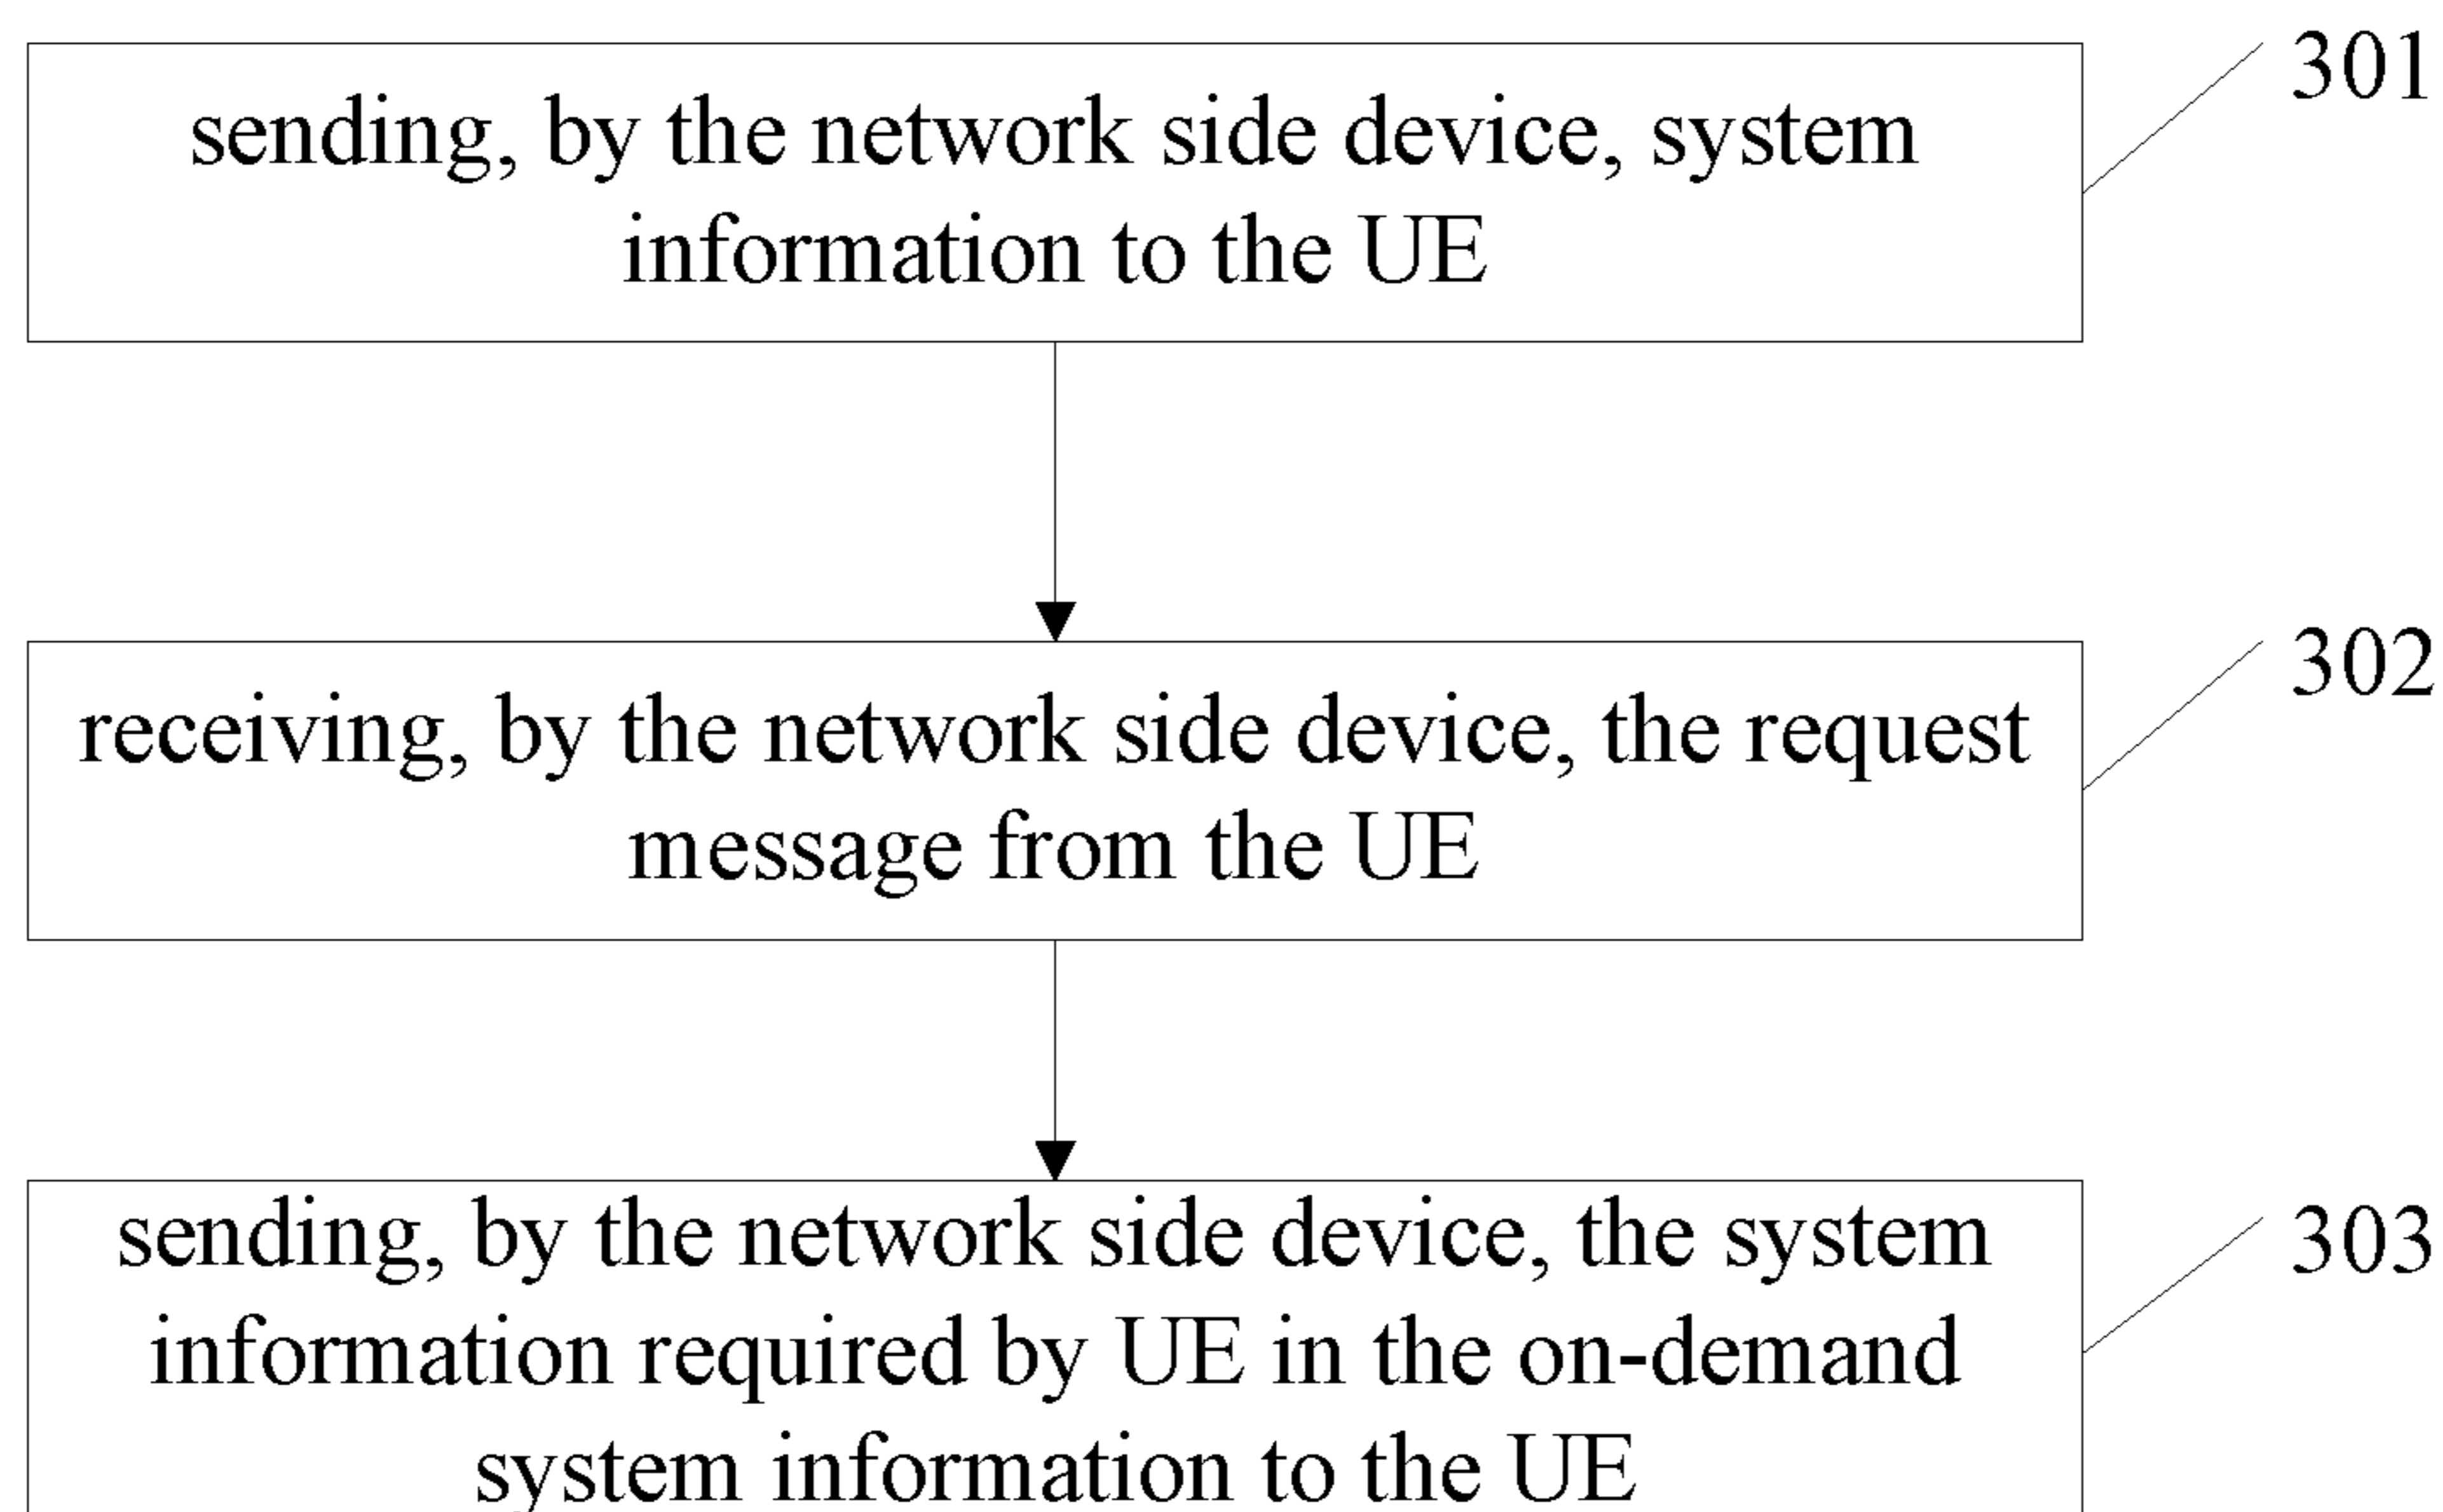 sending, by the network side device, system
information to the UE
301
receiving, by the network side device, the request
message from the UE
302
sending, by the network side device, the system
information required by UE in the on-demand
system information to the UE
303